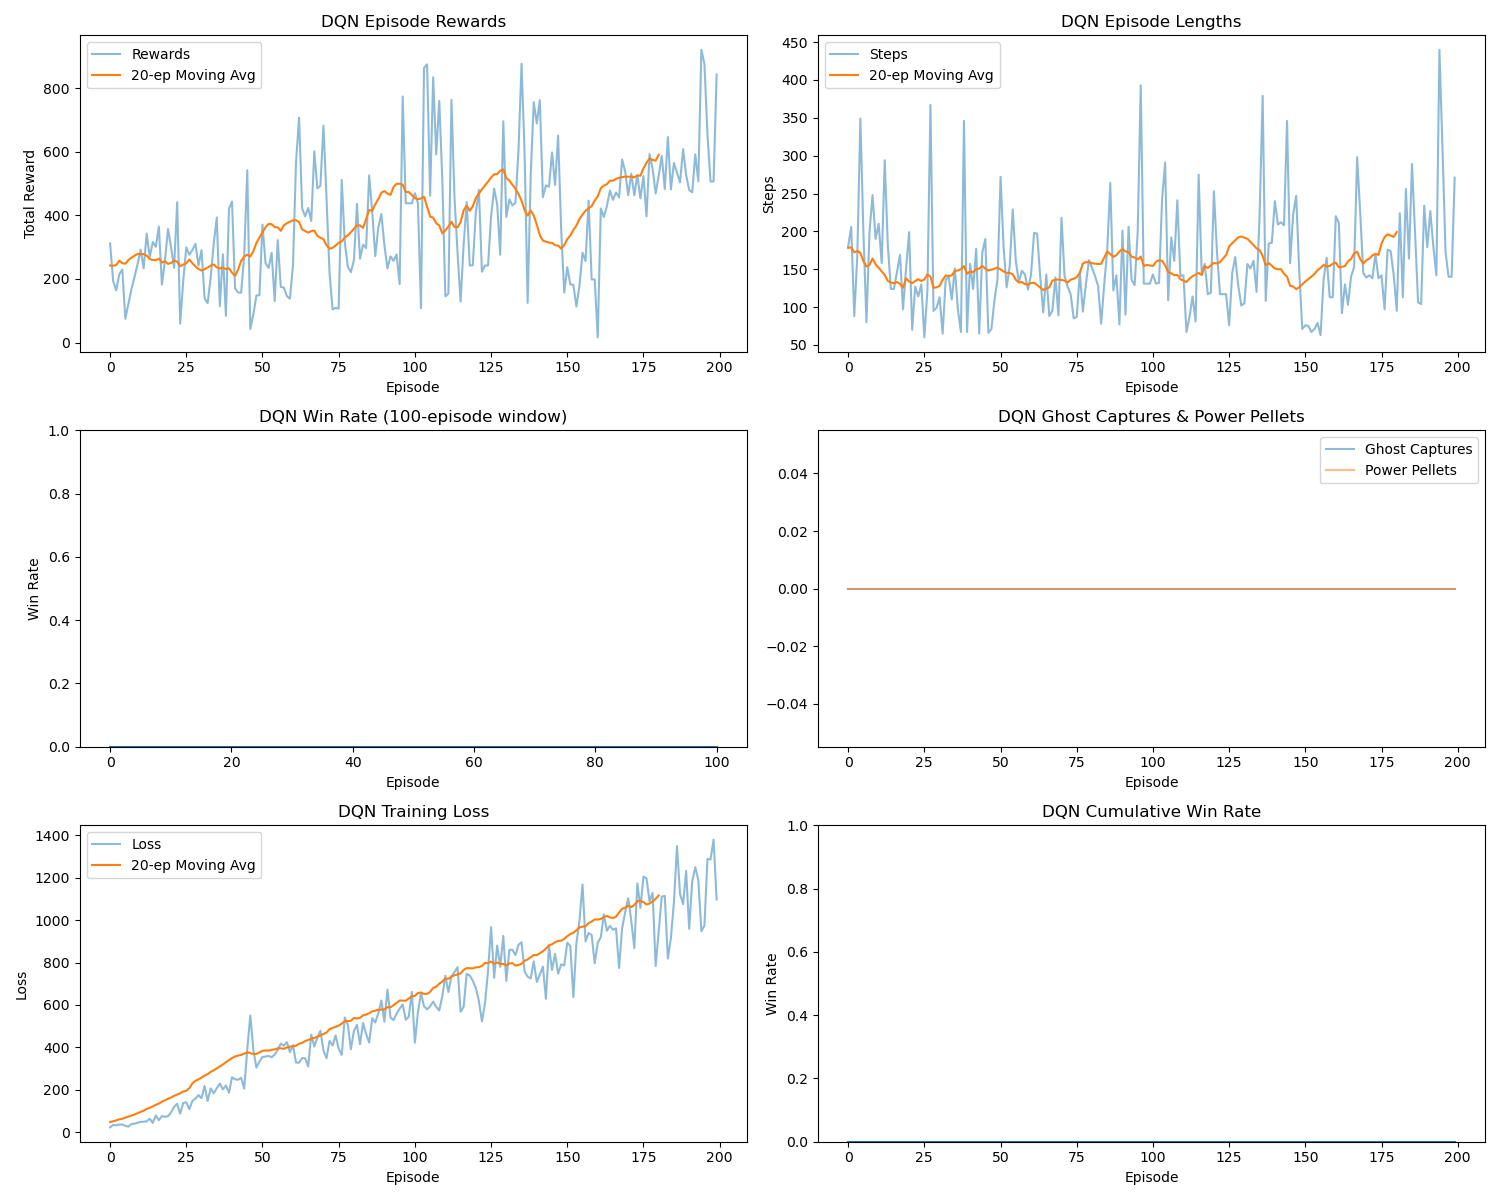 DQN Episode Rewards
Total Reward
800
600
400
200
0
Rewards
20-ep Moving Avg
0 25 50 75 100 125 150 175 200
Episode
DQN Episode Lengths
Steps
450
400
350
300
250
200
150
100
50
Steps
20-ep Moving Avg
0 25 50 75 100 125 150 175 200
Episode
DQN Win Rate (100-episode window)
Win Rate
1.0
0.8
0.6
0.4
0.2
0.0
0 20 40 60 80 100
Episode
DQN Ghost Captures & Power Pellets
0.04
0.02
0.00
−0.02
−0.04
Ghost Captures
Power Pellets
0 25 50 75 100 125 150 175 200
Episode
DQN Training Loss
Loss
1400
1200
1000
800
600
400
200
0
Loss
20-ep Moving Avg
0 25 50 75 100 125 150 175 200
Episode
DQN Cumulative Win Rate
Win Rate
1.0
0.8
0.6
0.4
0.2
0.0
0 25 50 75 100 125 150 175 200
Episode